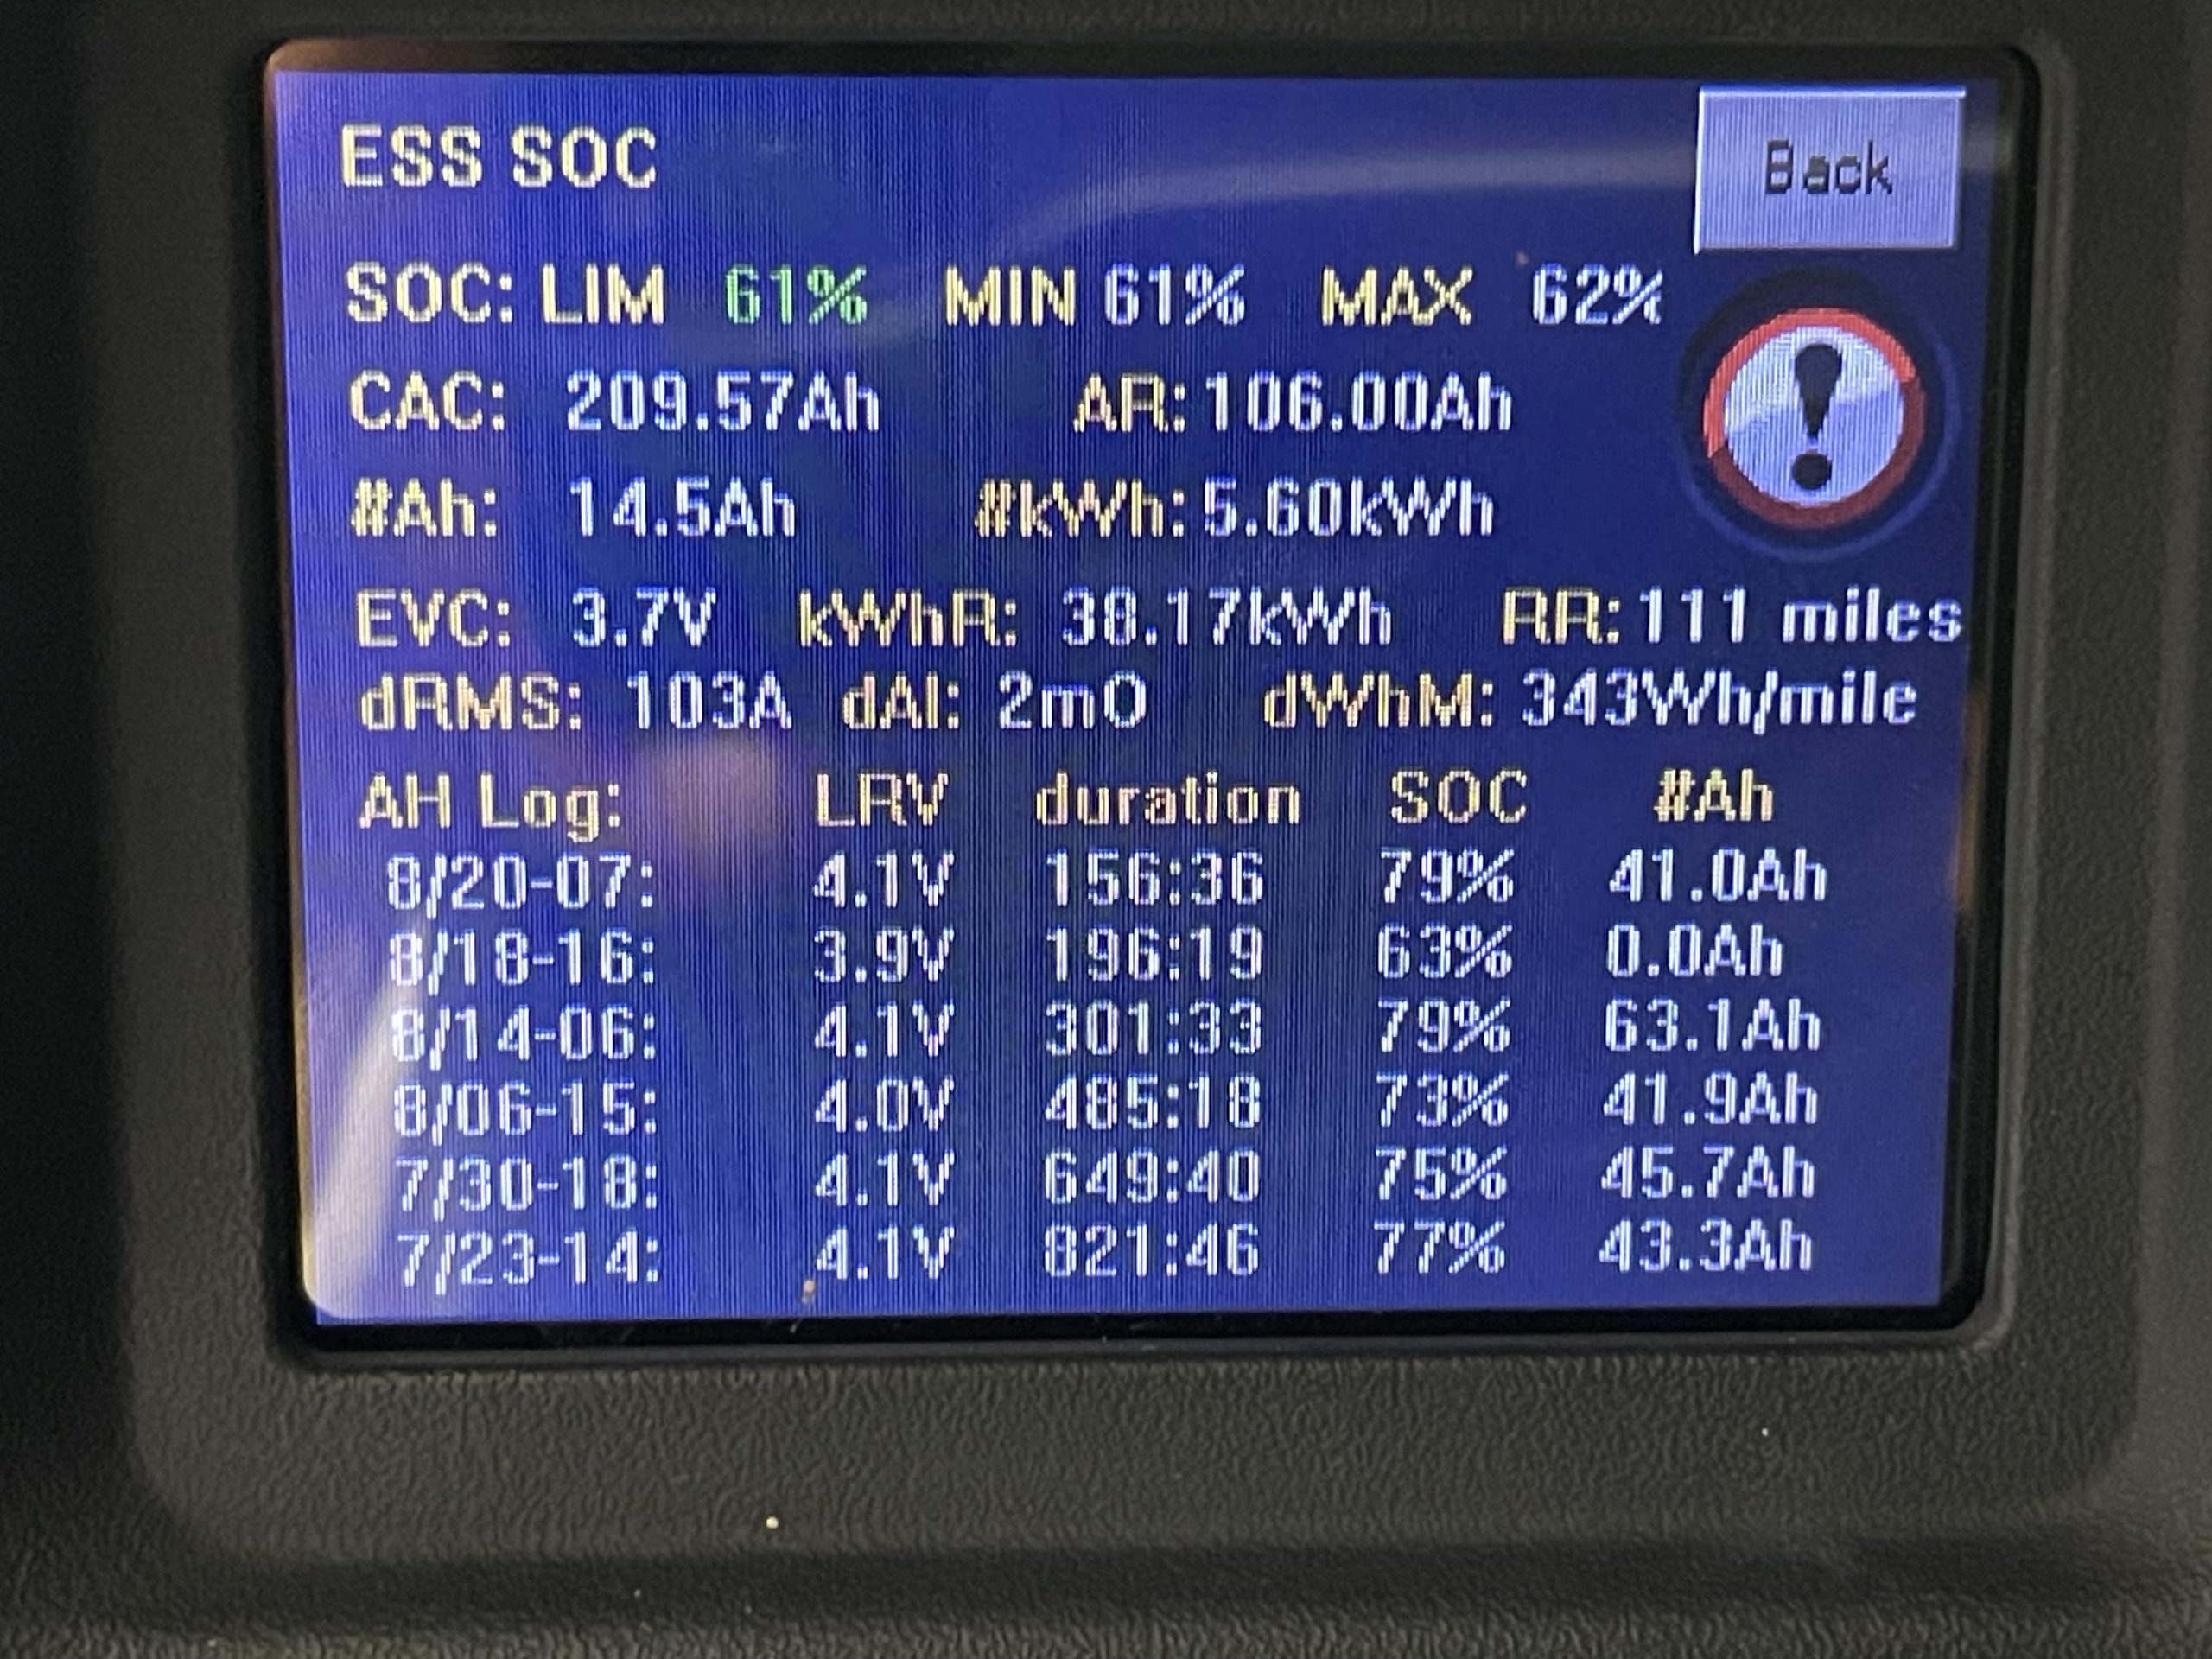 ESS SOC Back
SOC: LIM 61% MIN 61% MAX 62%
CAC: 209.57Ah AR: 106.00Ah
#Ah: 14.5Ah #kWh: 5.60kWh
EVC: 3.7V kWhR: 38.17kWh RR: 111 miles
dRMS: 103A dAI: 2mO dWhM: 343Wh/mile
AH Log: LRV duration SOC #Ah
8/20-07: 4.1V 156:36 79% 41.0Ah
8/18-16: 3.9V 196:19 63% 0.0Ah
8/14-06: 4.1V 301:33 79% 63.1Ah
8/06-15: 4.0V 485:18 73% 41.9Ah
7/30-18: 4.1V 649:40 75% 45.7Ah
7/23-14: 4.1V 821:46 77% 43.3Ah